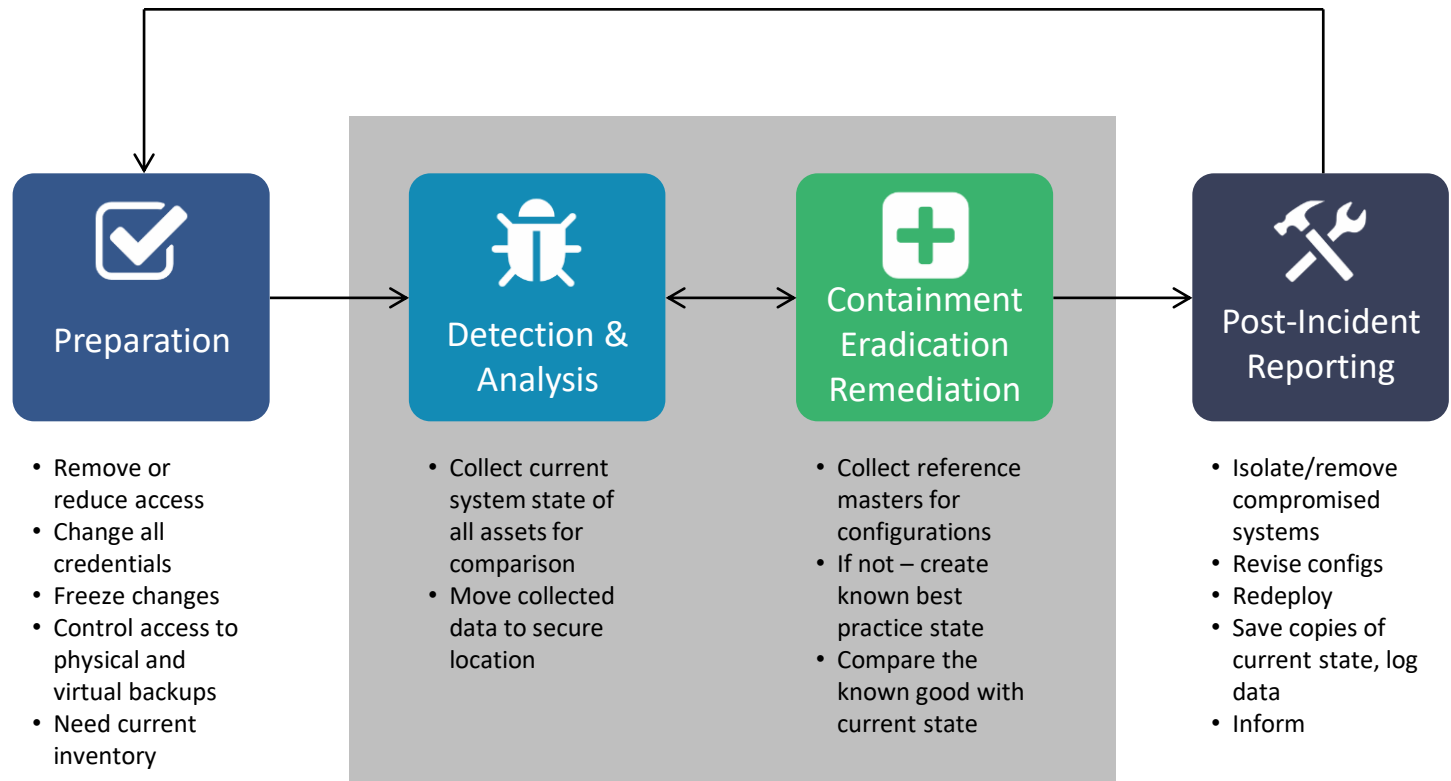 Preparation
Detection &
Analysis
Containment
Eradication
Remediation
Post-Incident
Reporting
• Remove or
reduce access
• Change all
credentials
• Freeze changes
• Control access to
physical and
virtual backups
• Need current
inventory
• Collect current
system state of
all assets for
comparison
• Move collected
data to secure
location
• Collect reference
masters for
configurations
• If not – create
known best
practice state
• Compare the
known good with
current state
• Isolate/remove
compromised
systems
• Revise configs
• Redeploy
• Save copies of
current state, log
data
• Inform